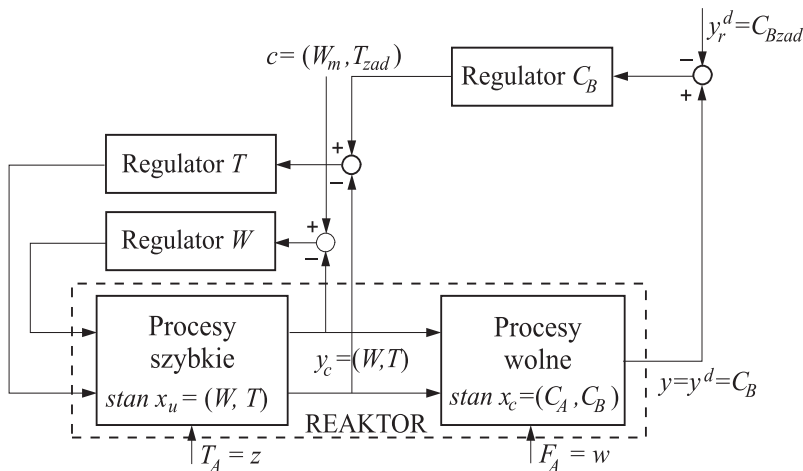 y_r^d = C_Bzad
c = (W_m, T_zad)
Regulator C_B
−
+
Regulator T
+
−
Regulator W
+
−
Procesy
szybkie
stan x_u = (W, T)
y_c = (W,T)
Procesy
wolne
stan x_c = (C_A, C_B)
y = y^d = C_B
REAKTOR
T_A = z
F_A = w